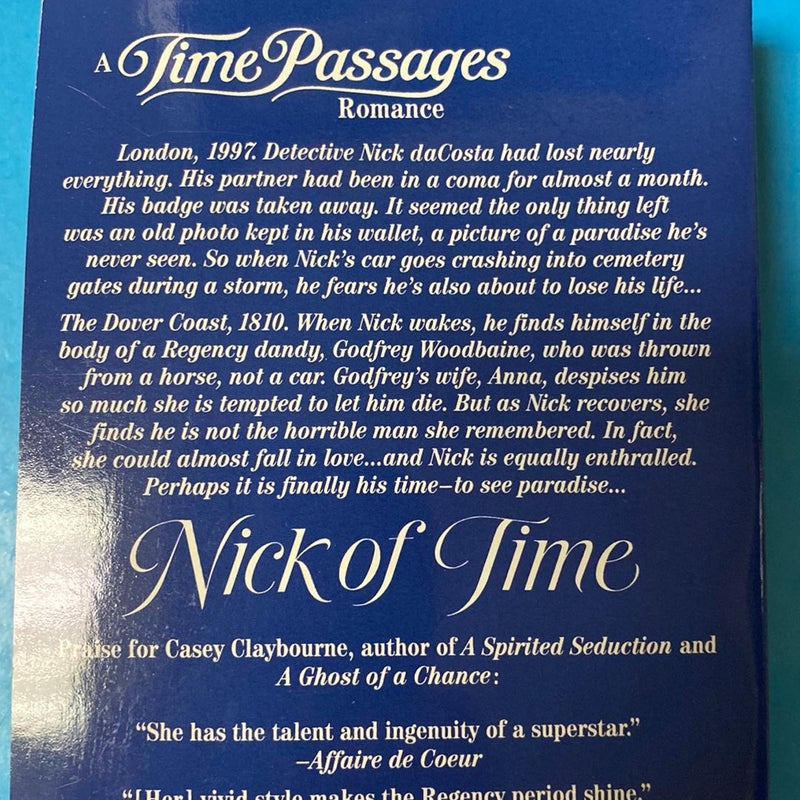 A Time Passages
Romance
London, 1997. Detective Nick daCosta had lost nearly
everything. His partner had been in a coma for almost a month.
His badge was taken away. It seemed the only thing left
was an old photo kept in his wallet, a picture of a paradise he's
never seen. So when Nick's car goes crashing into cemetery
gates during a storm, he fears he's also about to lose his life...
The Dover Coast, 1810. When Nick wakes, he finds himself in the
body of a Regency dandy, Godfrey Woodbaine, who was thrown
from a horse, not a car. Godfrey's wife, Anna, despises him
so much she is tempted to let him die. But as Nick recovers, she
finds he is not the horrible man she remembered. In fact,
she could almost fall in love...and Nick is equally enthralled.
Perhaps it is finally his time–to see paradise...
Nick of Time
Praise for Casey Claybourne, author of A Spirited Seduction and
A Ghost of a Chance:
“She has the talent and ingenuity of a superstar.”
–Affaire de Coeur
“[Her] vivid style makes the Regency period shine.”